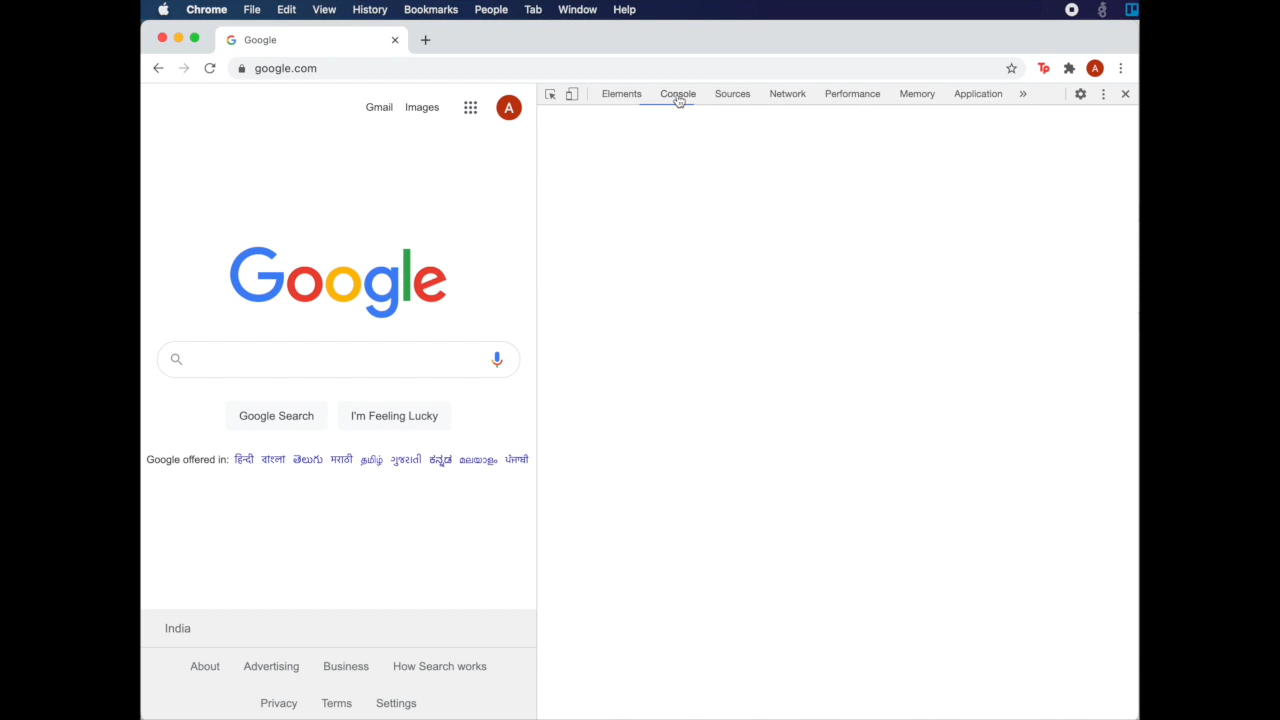 Chrome File Edit View History Bookmarks People Tab Window Help
Google
google.com
Tp
A
Elements Console Sources Network Performance Memory Application
Gmail Images
A
Google
Google Search I'm Feeling Lucky
Google offered in: हिन्दी বাংলা తెలుగు मराठी தமிழ் ગુજરાતી ಕನ್ನಡ മലയാളം ਪੰਜਾਬੀ
India
About Advertising Business How Search works
Privacy Terms Settings